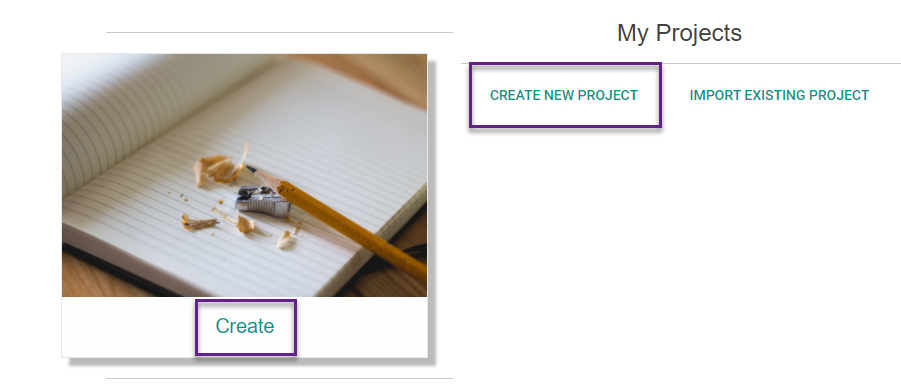 My Projects
CREATE NEW PROJECT
IMPORT EXISTING PROJECT
Create